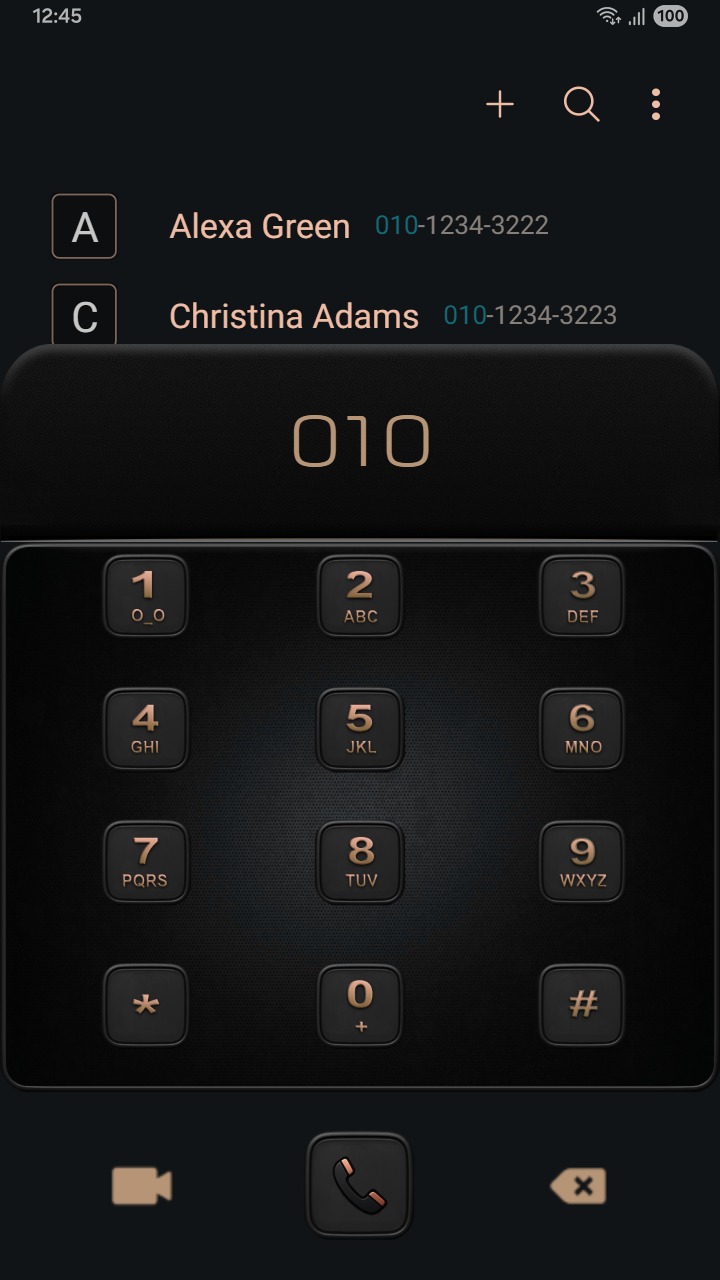 12:45 100
A Alexa Green 010-1234-3222
C Christina Adams 010-1234-3223
010
1 2 3
O_O ABC DEF
4 5 6
GHI JKL MNO
7 8 9
PQRS TUV WXYZ
* 0 #
+